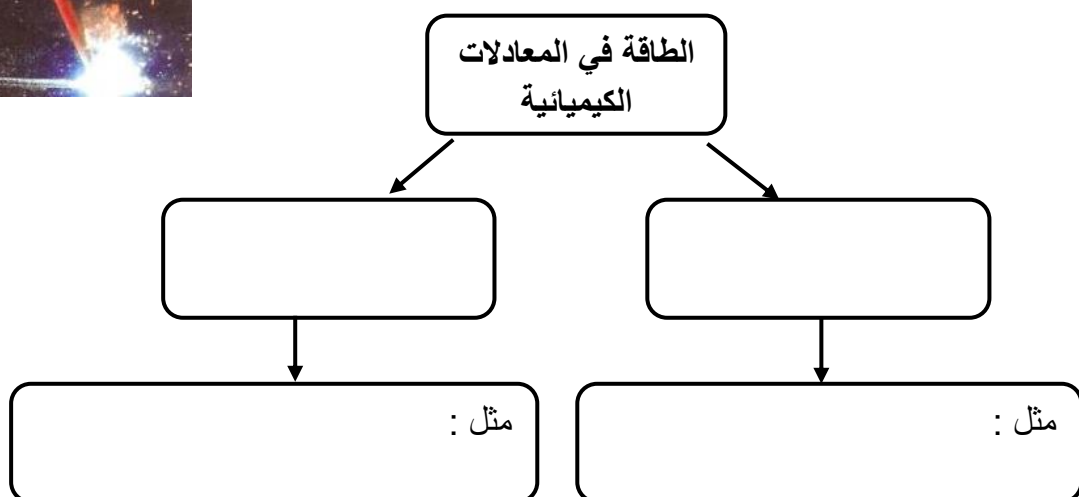 الطاقة في المعادلات
الكيميائية
مثل :
مثل :